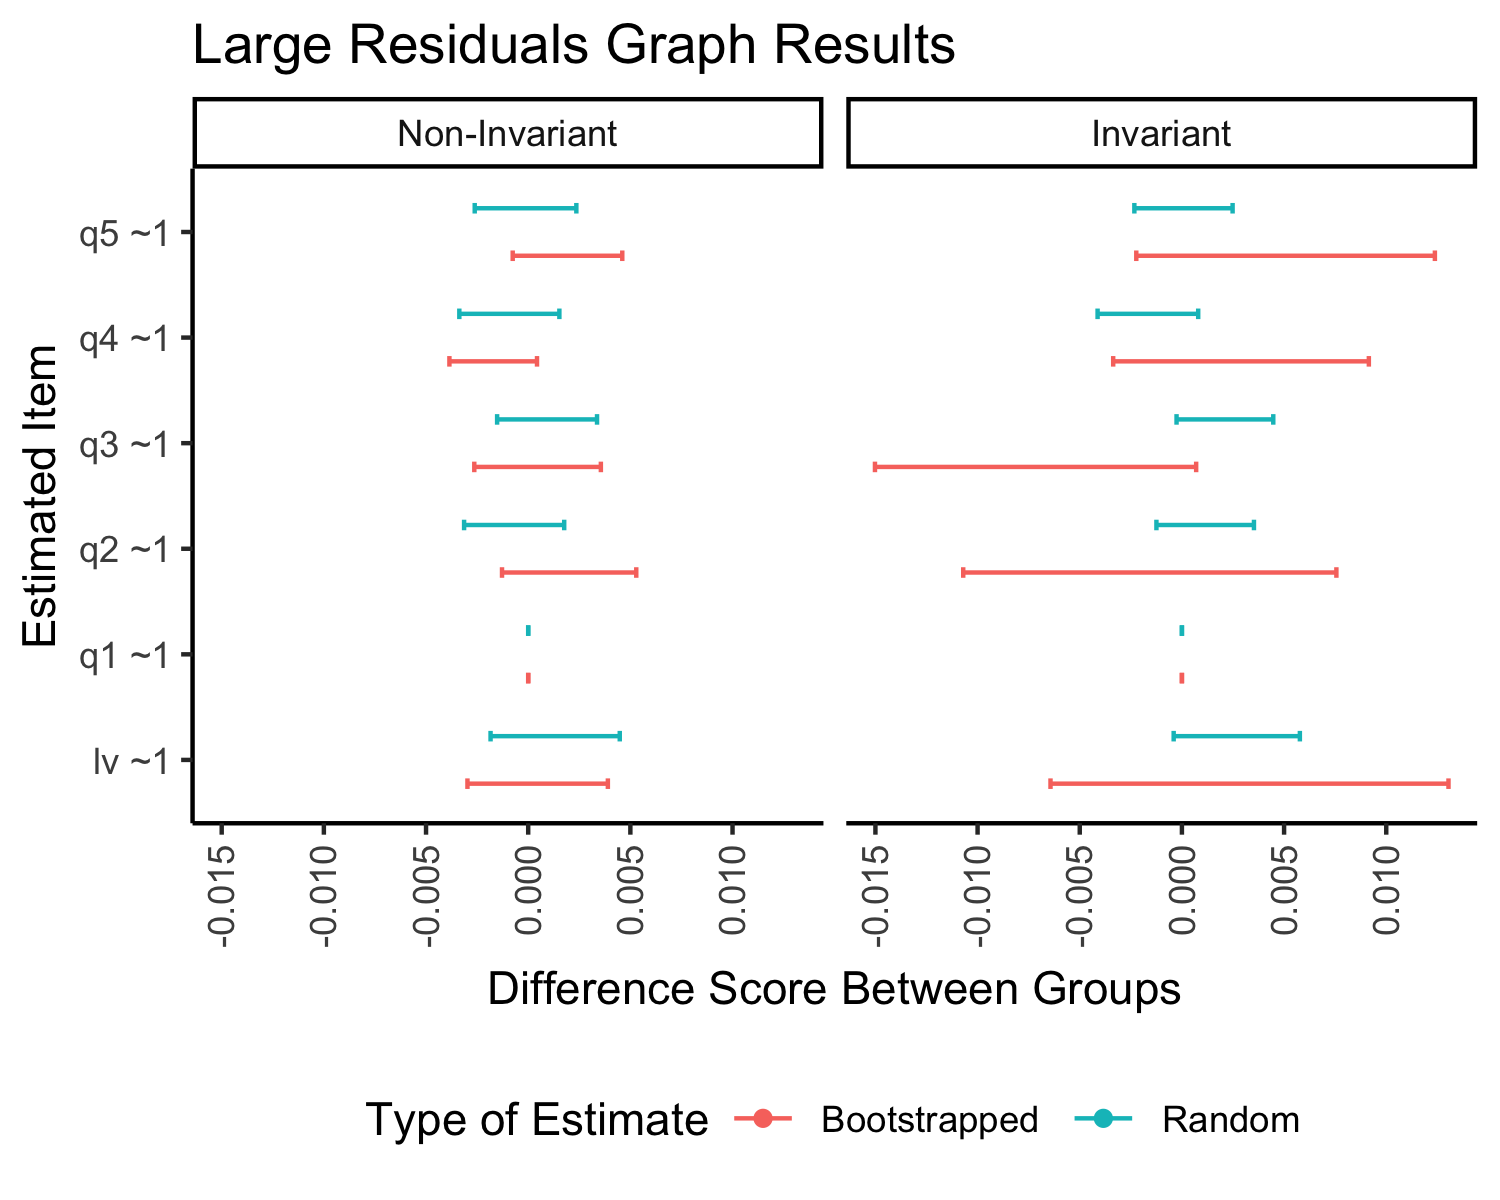 Large Residuals Graph Results
Non-Invariant
Invariant
Estimated Item
q5 ~1
q4 ~1
q3 ~1
q2 ~1
q1 ~1
lv ~1
-0.015 -0.010 -0.005 0.000 0.005 0.010
-0.015 -0.010 -0.005 0.000 0.005 0.010
Difference Score Between Groups
Type of Estimate Bootstrapped Random